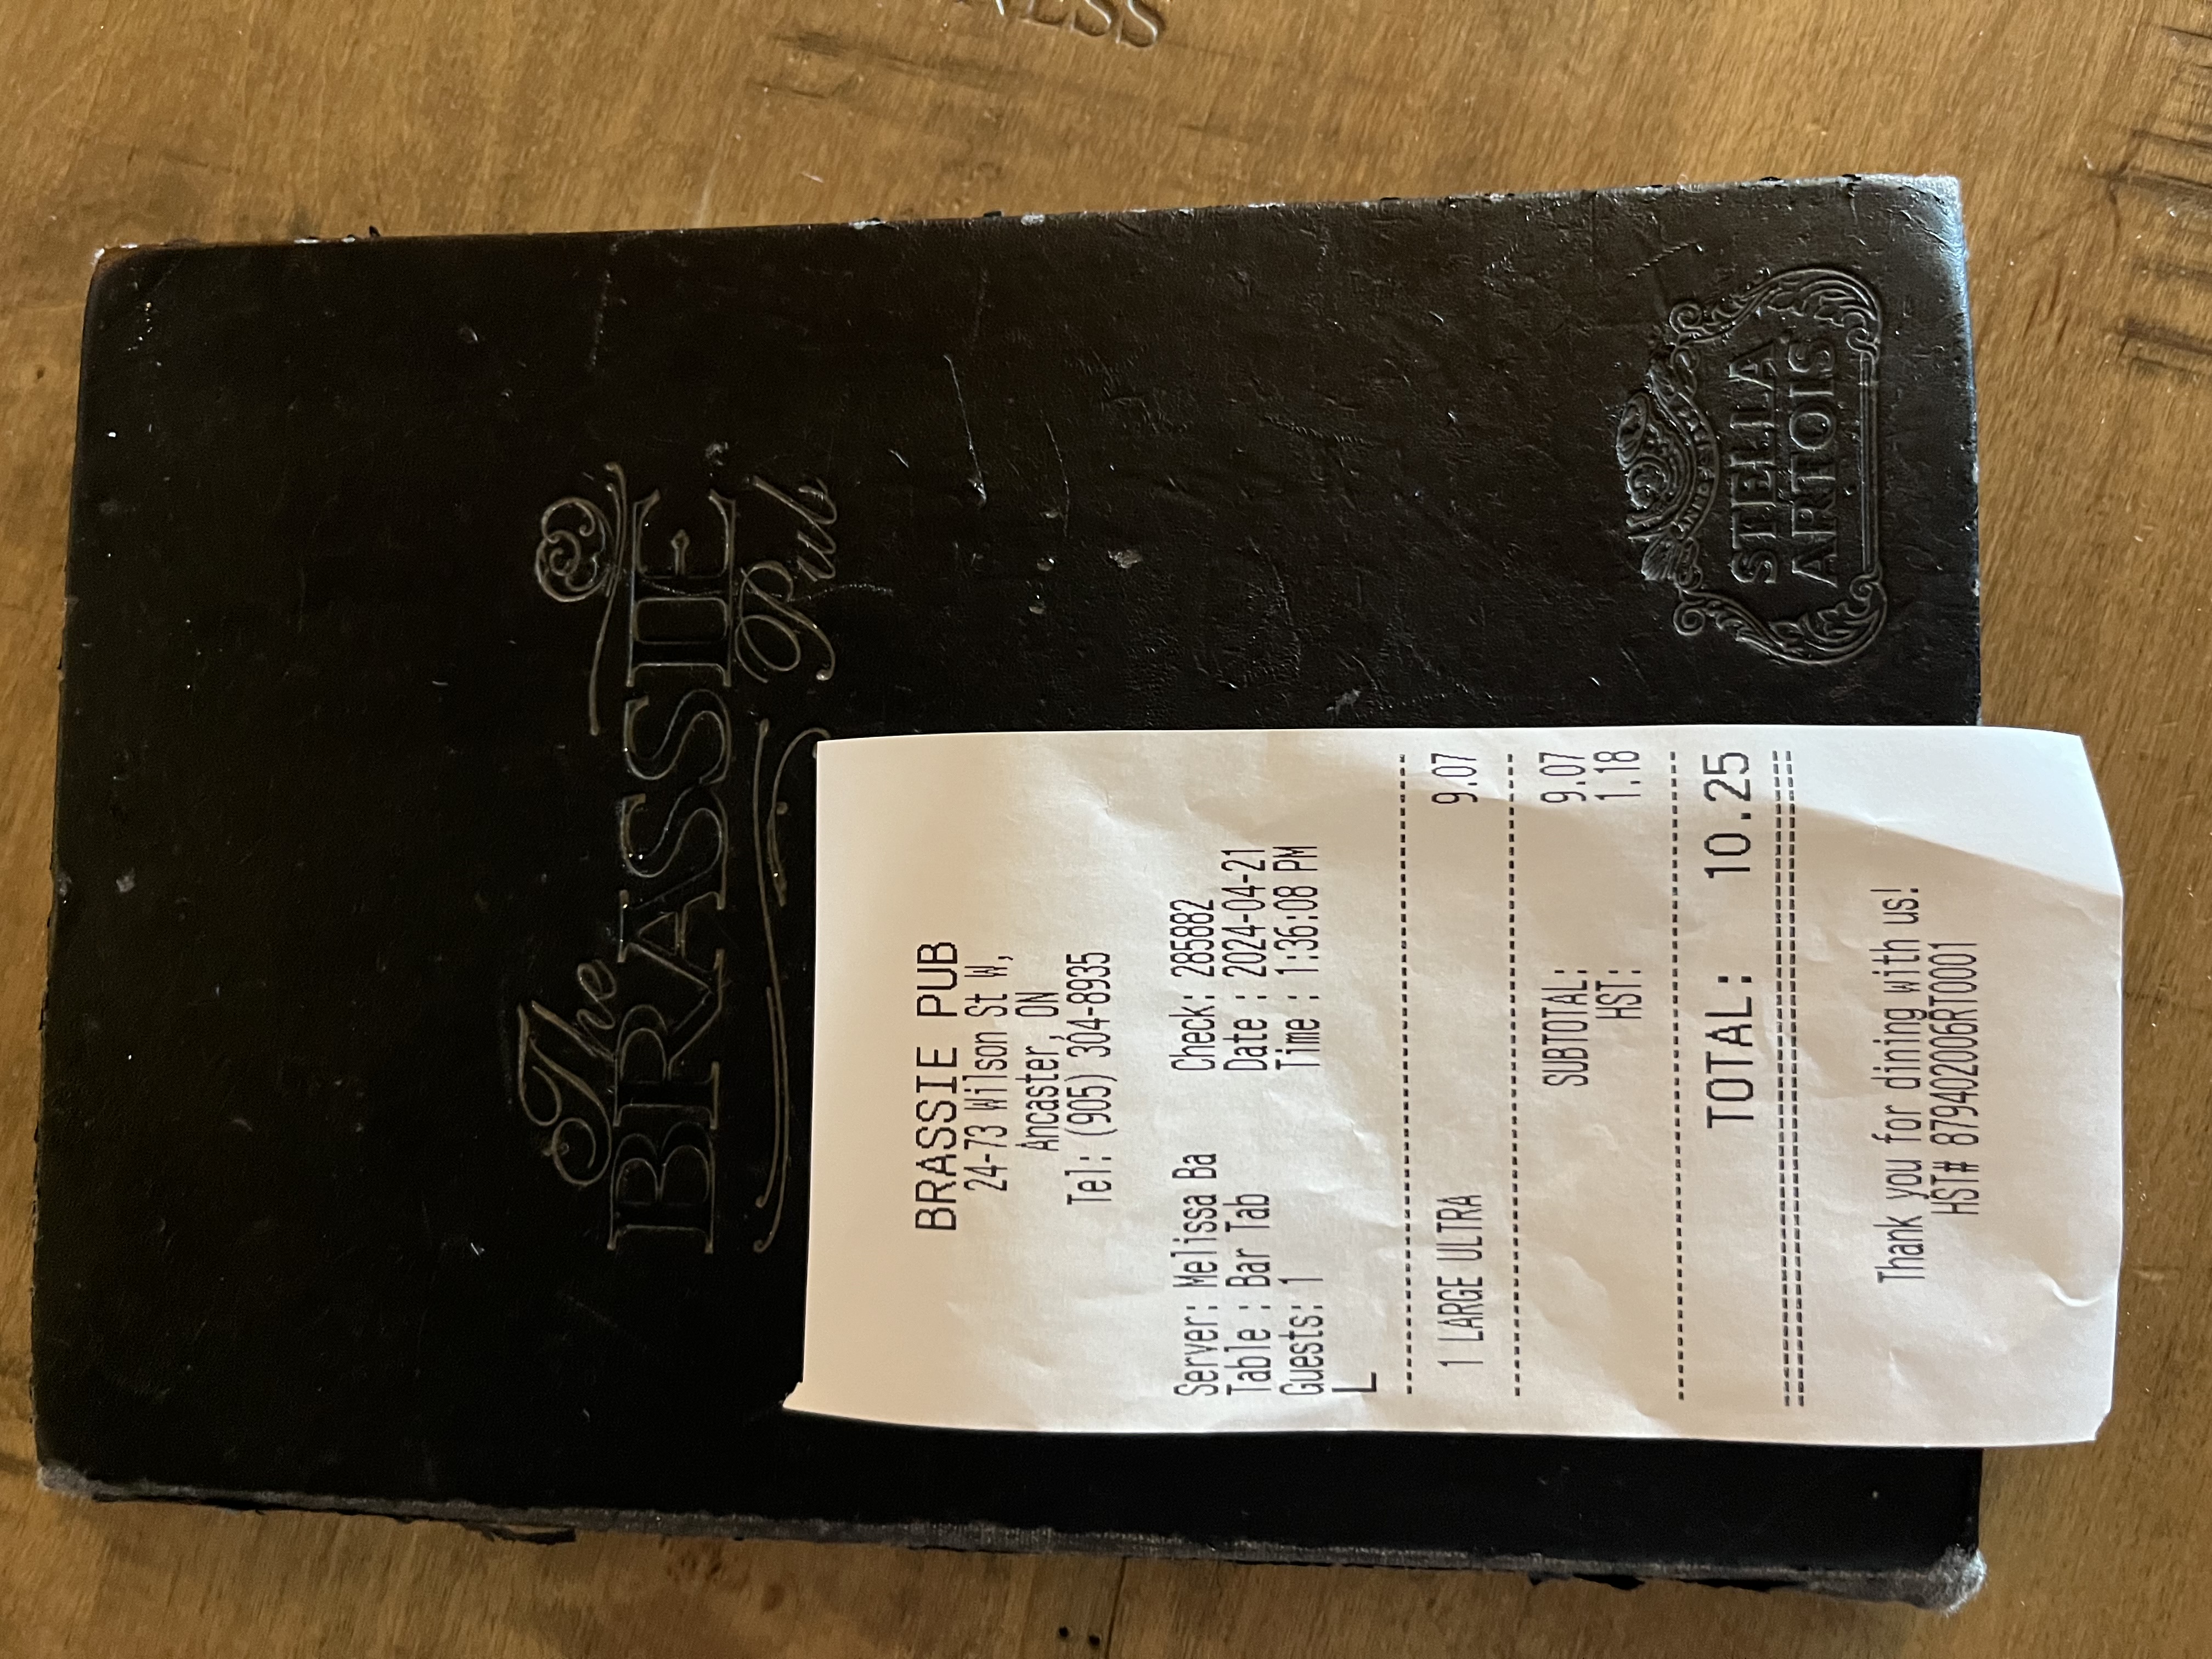 The
BRASSIE
Pub
BRASSIE PUB
24-73 Wilson St W,
Ancaster, ON
Tel: (905) 304-8935
Server: Melissa Ba Check: 285882
Table : Bar Tab Date : 2024-04-21
Guests: 1 Time : 1:36:08 PM
L
1 LARGE ULTRA 9.07
SUBTOTAL: 9.07
HST: 1.18
TOTAL: 10.25
Thank you for dining with us!
HST# 879402006RT0001
STELLA
ARTOIS